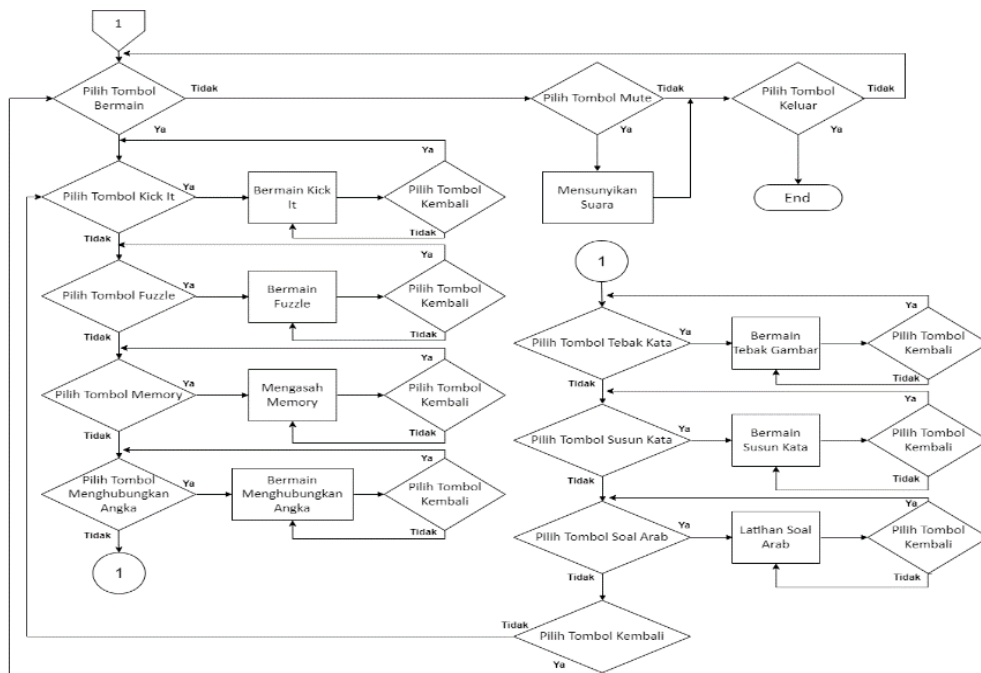 1
Pilih Tombol
Bermain
Tidak
Ya
Pilih Tombol Mute
Tidak
Ya
Mensunyikan
Suara
Pilih Tombol
Keluar
Tidak
Ya
End
Pilih Tombol Kick It
Ya
Tidak
Bermain Kick
It
Pilih Tombol
Kembali
Ya
Tidak
Pilih Tombol Fuzzle
Ya
Tidak
Bermain
Fuzzle
Pilih Tombol
Kembali
Ya
Tidak
Pilih Tombol Memory
Ya
Tidak
Mengasah
Memory
Pilih Tombol
Kembali
Ya
Tidak
Pilih Tombol
Menghubungkan
Angka
Ya
Tidak
Bermain
Menghubungkan
Angka
Pilih Tombol
Kembali
Ya
Tidak
1
1
Pilih Tombol Tebak Kata
Ya
Tidak
Bermain
Tebak Gambar
Pilih Tombol
Kembali
Ya
Tidak
Pilih Tombol Susun Kata
Ya
Tidak
Bermain
Susun Kata
Pilih Tombol
Kembali
Ya
Tidak
Pilih Tombol Soal Arab
Ya
Tidak
Latihan Soal
Arab
Pilih Tombol
Kembali
Ya
Tidak
Pilih Tombol Kembali
Tidak
Ya